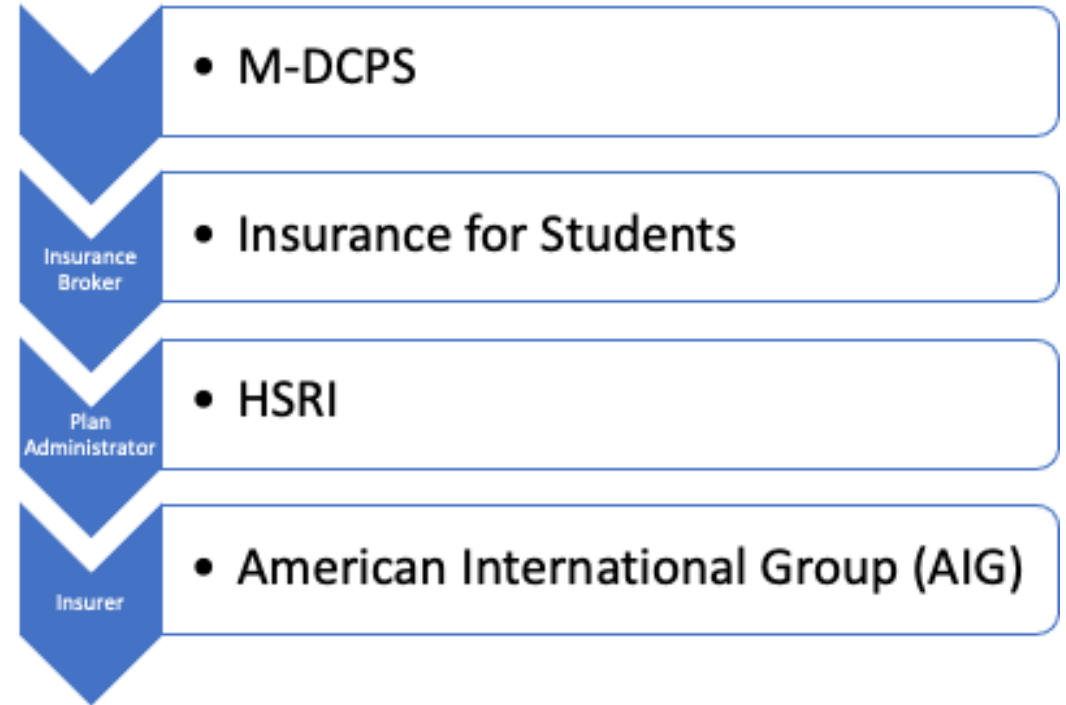 • M-DCPS
Insurance
Broker
• Insurance for Students
Plan
Administrator
• HSRI
Insurer
• American International Group (AIG)